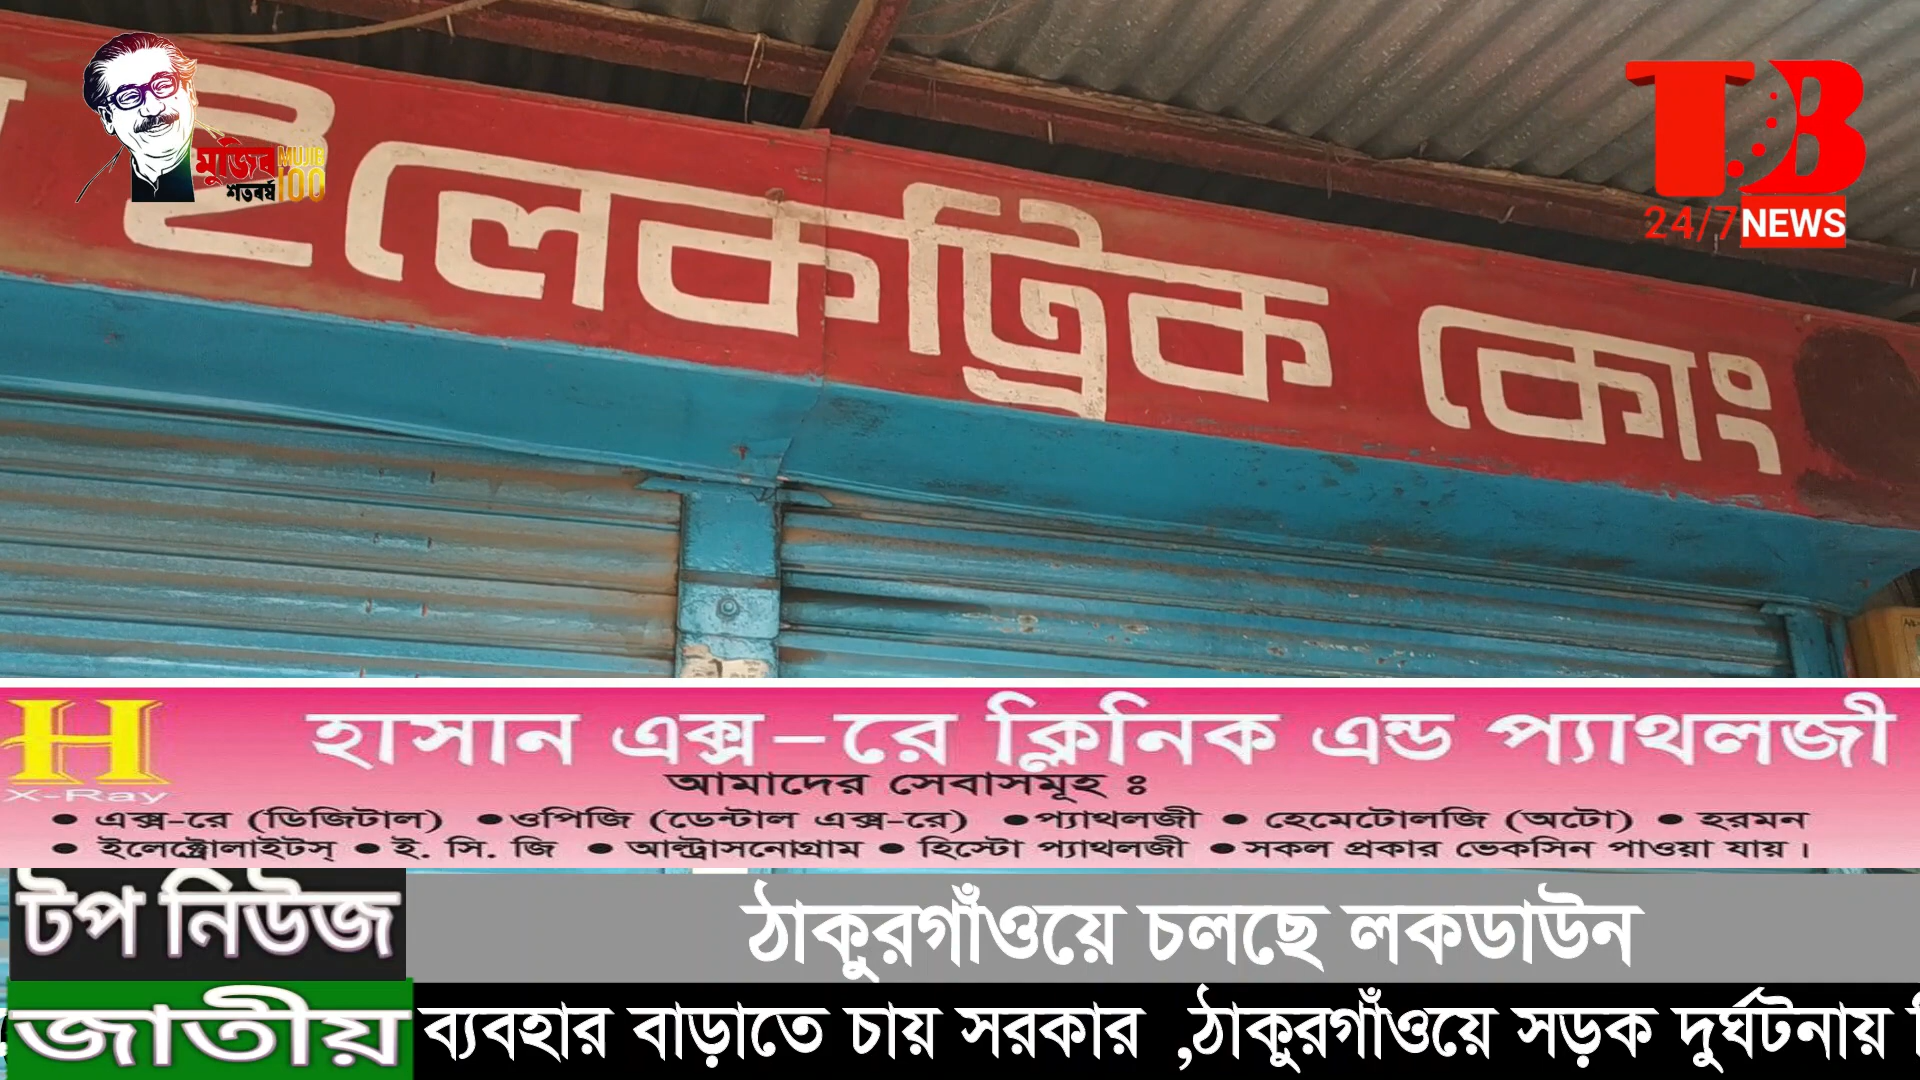 মুজিব MUJIB
শতবর্ষ 100
TB
24/7 NEWS
ইলেকট্রিক কোং
H
X-Ray
হাসান এক্স-রে ক্লিনিক এন্ড প্যাথলজী
আমাদের সেবাসমূহ ঃ
● এক্স-রে (ডিজিটাল) ●ওপিজি (ডেন্টাল এক্স-রে) ●প্যাথলজী ● হেমেটোলজি (অটো) ● হরমন
● ইলেক্ট্রোলাইটস্ ● ই. সি. জি ● আল্ট্রাসনোগ্রাম ● হিস্টো প্যাথলজী ● সকল প্রকার ভেকসিন পাওয়া যায়।
টপ নিউজ ঠাকুরগাঁওয়ে চলছে লকডাউন
জাতীয় ব্যবহার বাড়াতে চায় সরকার ,ঠাকুরগাঁওয়ে সড়ক দুর্ঘটনায়